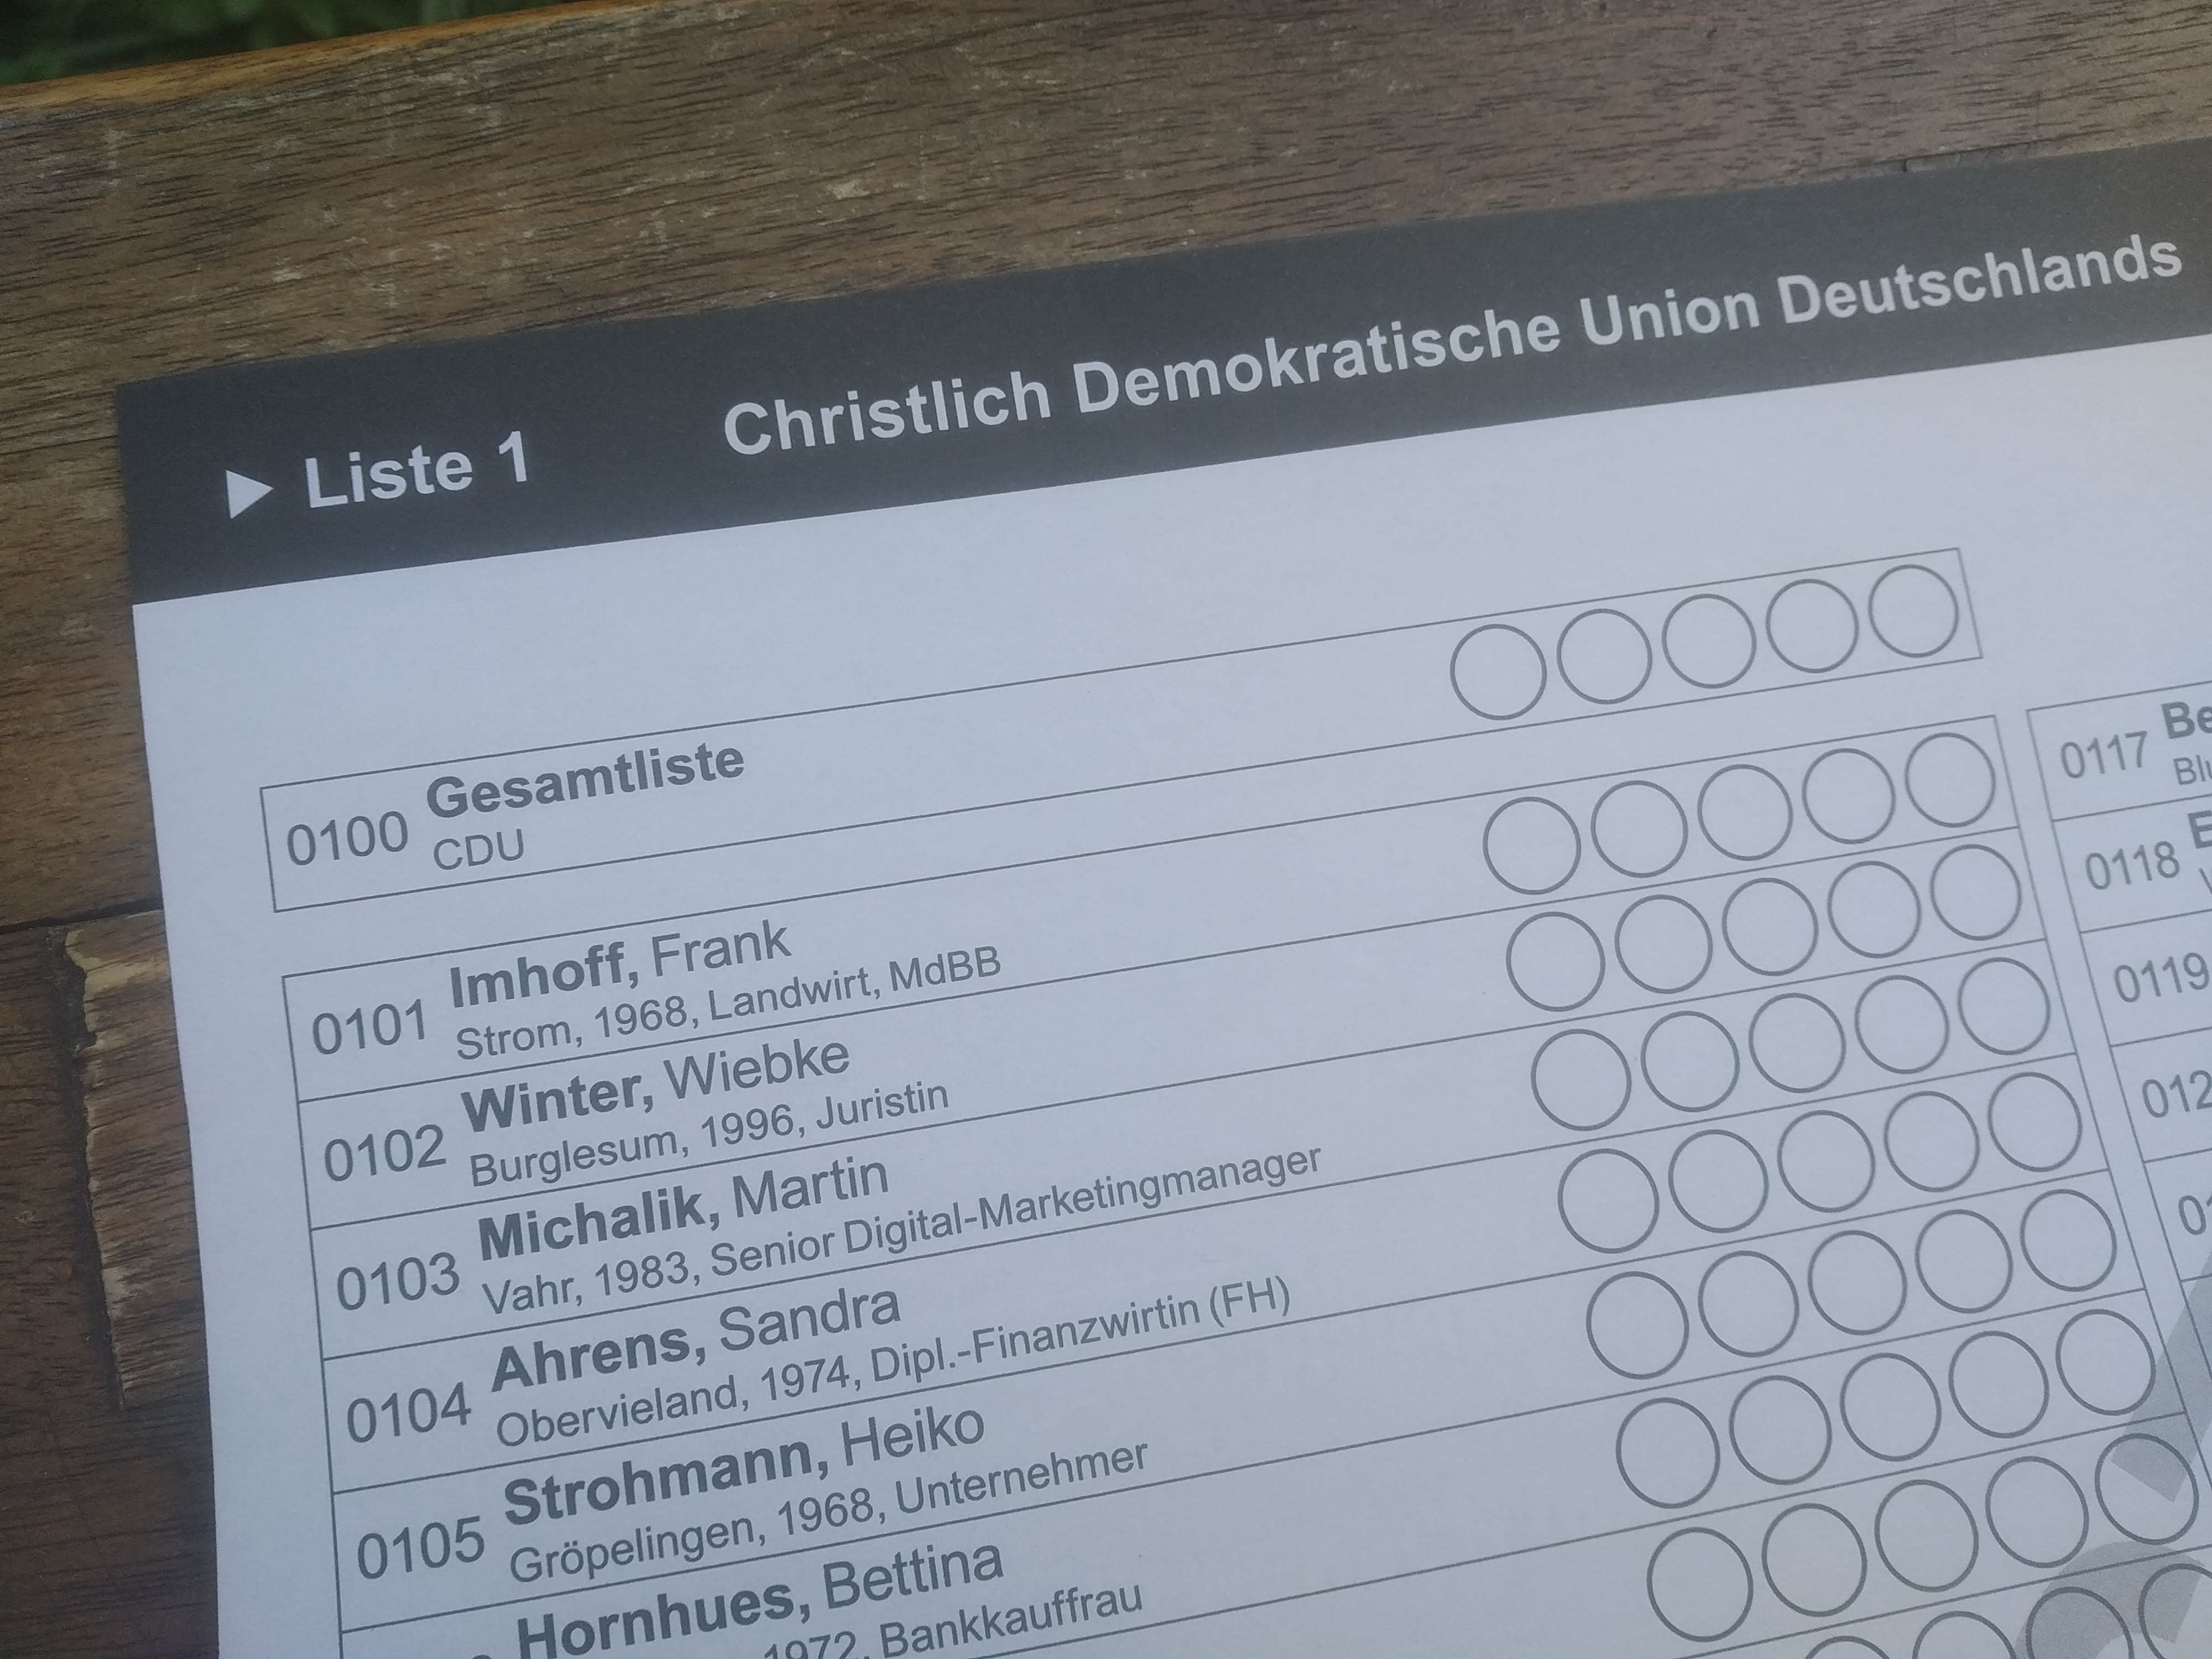 ▶ Liste 1 Christlich Demokratische Union Deutschlands
0100 Gesamtliste
CDU
0101 Imhoff, Frank
Strom, 1968, Landwirt, MdBB
0102 Winter, Wiebke
Burglesum, 1996, Juristin
0103 Michalik, Martin
Vahr, 1983, Senior Digital-Marketingmanager
0104 Ahrens, Sandra
Obervieland, 1974, Dipl.-Finanzwirtin (FH)
0105 Strohmann, Heiko
Gröpelingen, 1968, Unternehmer
Hornhues, Bettina
1972, Bankkauffrau
0117
0118
0119